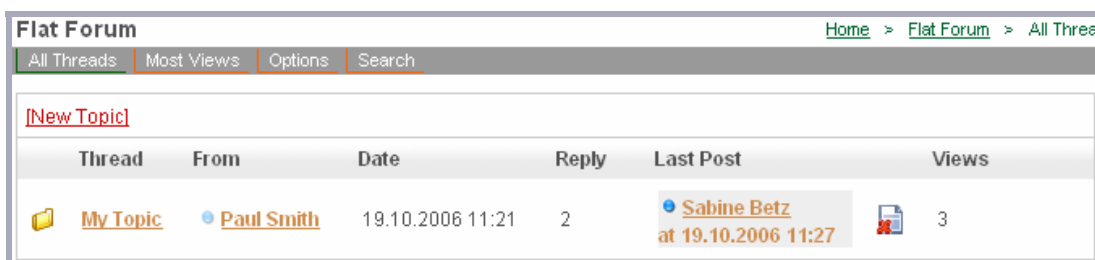 Flat Forum Home > Flat Forum > All Threa
All Threads Most Views Options Search
[New Topic]
Thread From Date Reply Last Post Views
My Topic Paul Smith 19.10.2006 11:21 2 Sabine Betz 3
at 19.10.2006 11:27